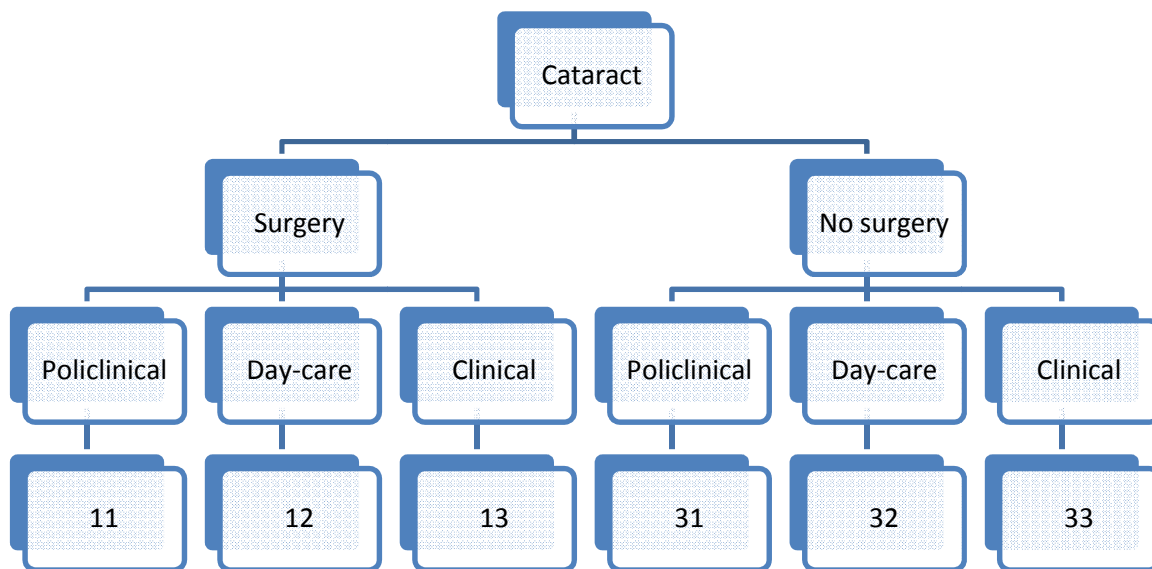 Cataract
Surgery
No surgery
Policlinical
Day-care
Clinical
Policlinical
Day-care
Clinical
11
12
13
31
32
33